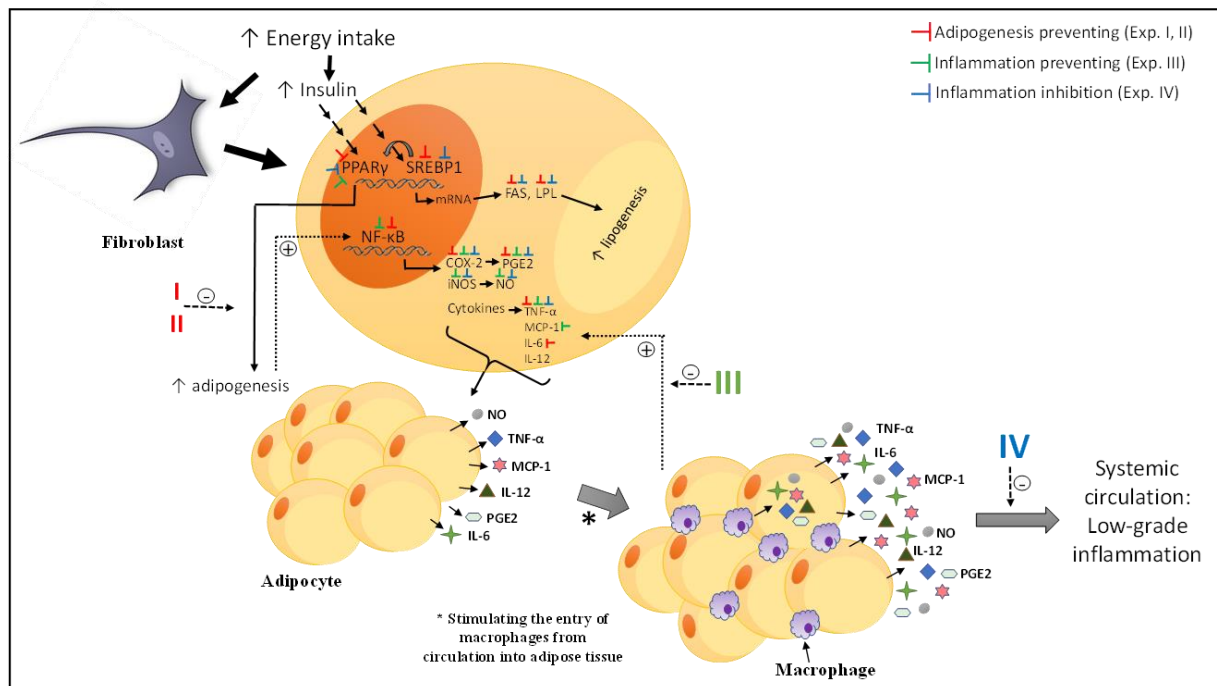 ↑ Energy intake
↑ Insulin
Adipogenesis preventing (Exp. I, II)
Inflammation preventing (Exp. III)
Inflammation inhibition (Exp. IV)
PPARγ
SREBP1
mRNA
FAS, LPL
↑ lipogenesis
Fibroblast
NF-κB
+
COX-2
PGE2
iNOS
NO
Cytokines
TNF-α
MCP-1
IL-6
IL-12
I
II
-
↑ adipogenesis
+
-
III
NO
TNF-α
MCP-1
IL-12
PGE2
IL-6
Adipocyte
*
* Stimulating the entry of
macrophages from
circulation into adipose tissue
TNF-α
IL-6
MCP-1
NO
IL-12
PGE2
Macrophage
IV
-
Systemic
circulation:
Low-grade
inflammation